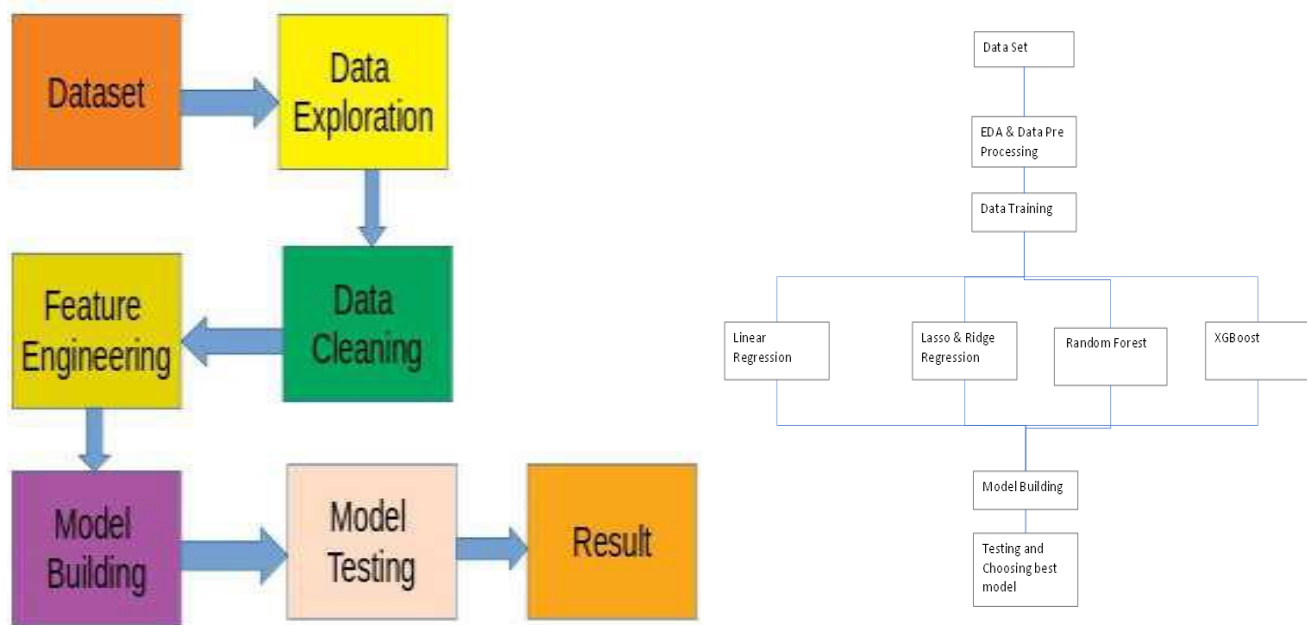 Dataset
Data
Exploration
Feature
Engineering
Data
Cleaning
Model
Building
Model
Testing
Result
Data Set
EDA & Data Pre
Processing
Data Training
Linear
Regression
Lasso & Ridge
Regression
Random Forest
XGBoost
Model Building
Testing and
Choosing best
model